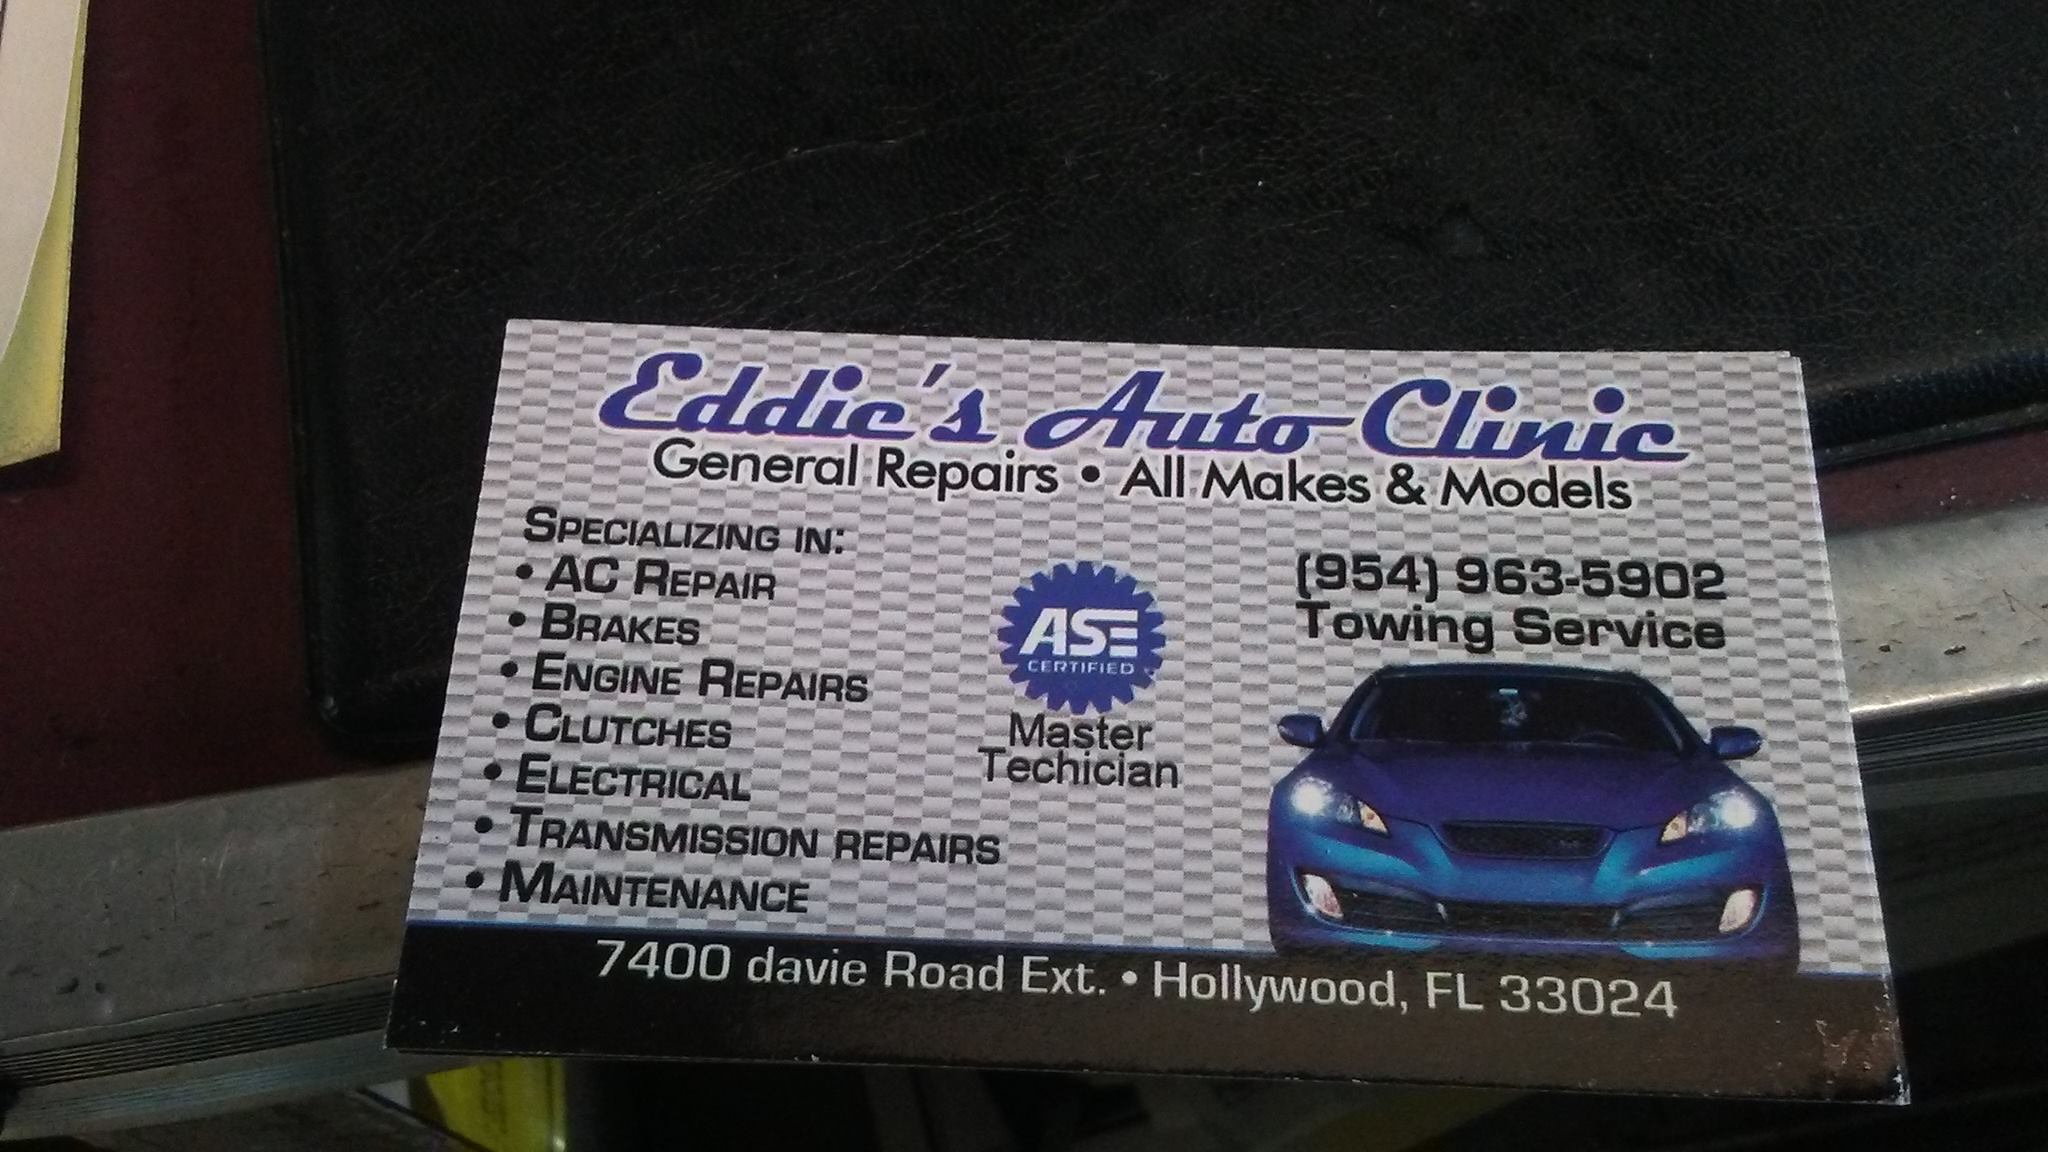 Eddie's Auto Clinic
General Repairs • All Makes & Models
SPECIALIZING IN:
• AC REPAIR
• BRAKES
• ENGINE REPAIRS
• CLUTCHES
• ELECTRICAL
• TRANSMISSION REPAIRS
• MAINTENANCE
ASE
CERTIFIED
Master
Techician
(954) 963-5902
Towing Service
7400 davie Road Ext. • Hollywood, FL 33024